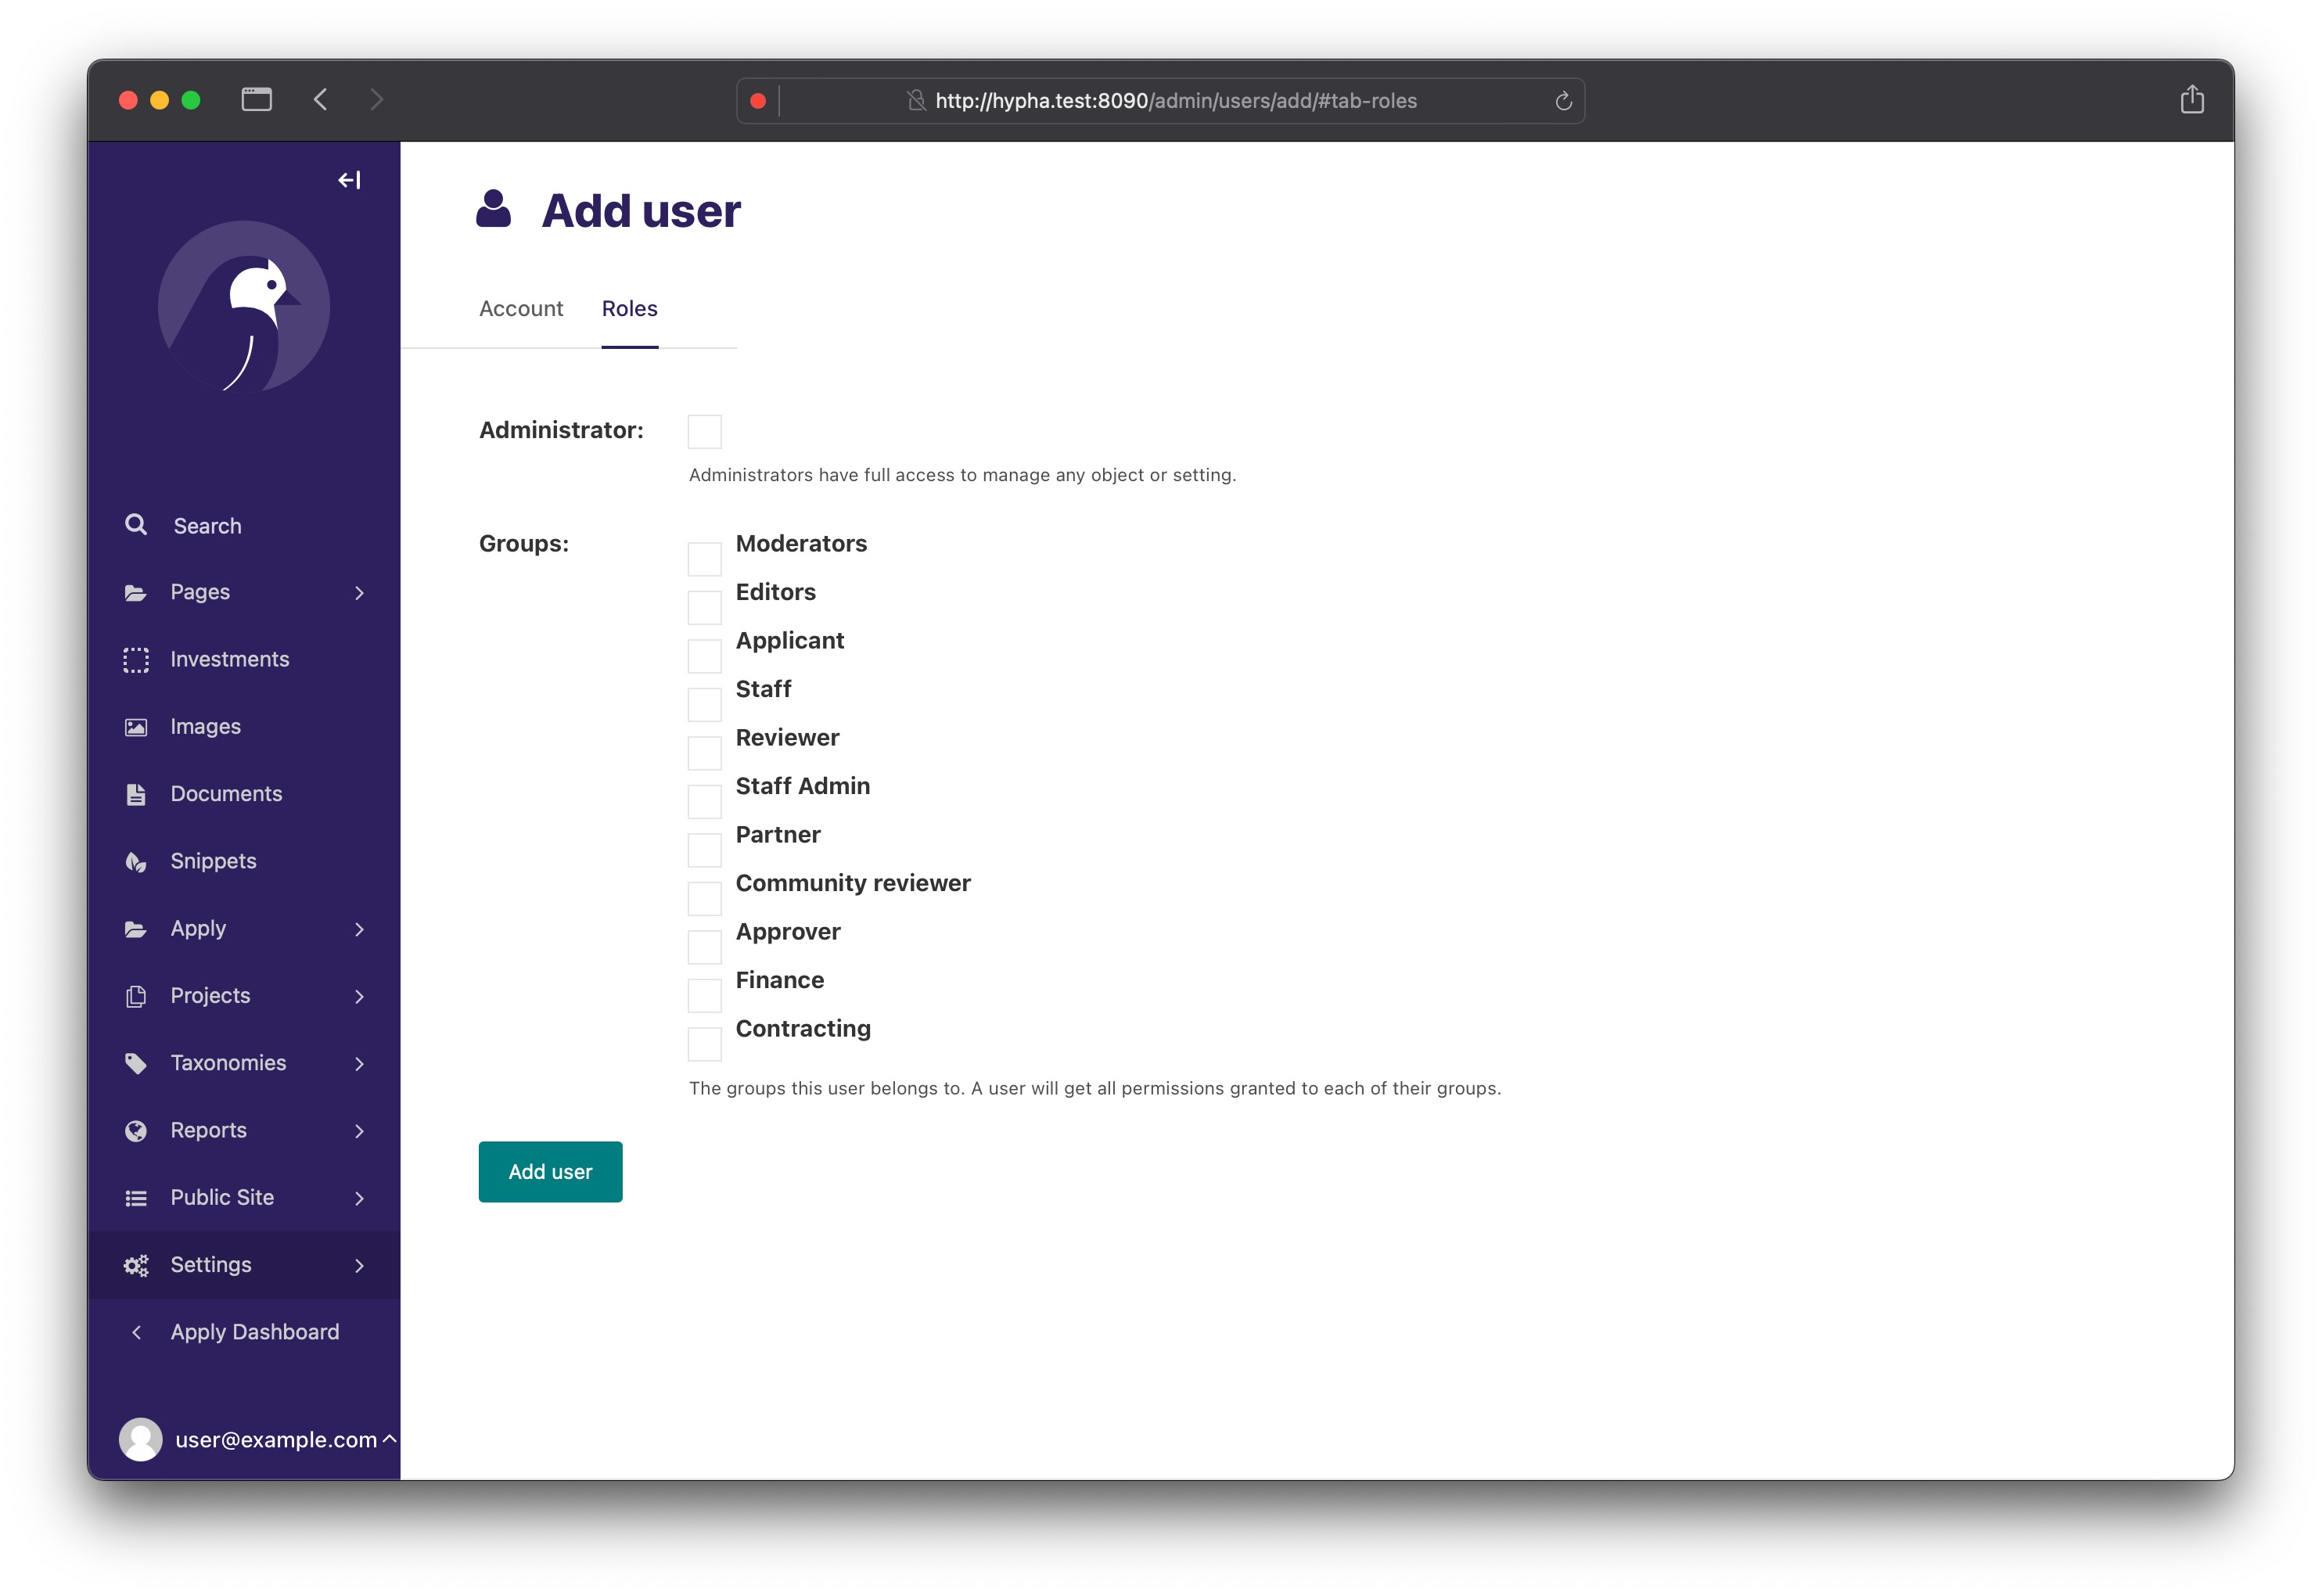 http://hypha.test:8090/admin/users/add/#tab-roles
Add user
Account Roles
Administrator:
Administrators have full access to manage any object or setting.
Groups:
Moderators
Editors
Applicant
Staff
Reviewer
Staff Admin
Partner
Community reviewer
Approver
Finance
Contracting
The groups this user belongs to. A user will get all permissions granted to each of their groups.
Add user
Search
Pages
Investments
Images
Documents
Snippets
Apply
Projects
Taxonomies
Reports
Public Site
Settings
Apply Dashboard
user@example.com